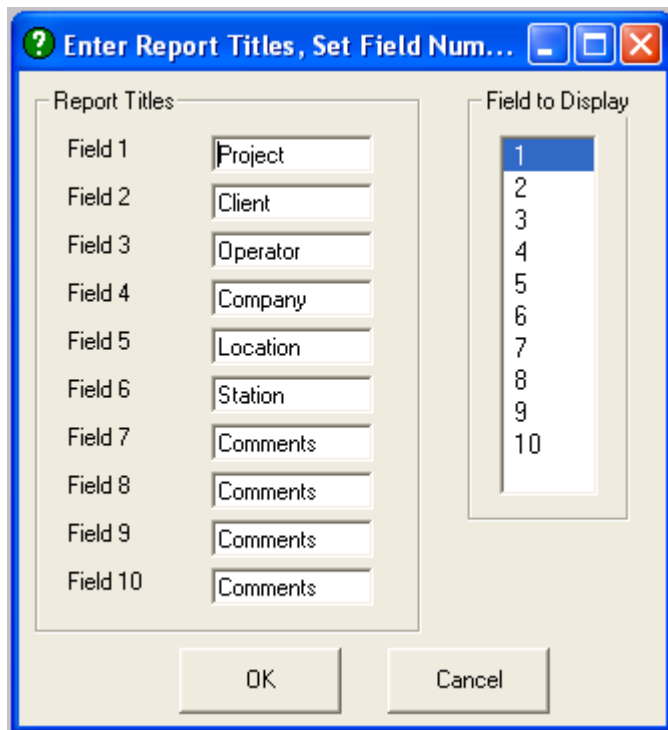 Enter Report Titles, Set Field Num...
Report Titles
Field 1 Project
Field 2 Client
Field 3 Operator
Field 4 Company
Field 5 Location
Field 6 Station
Field 7 Comments
Field 8 Comments
Field 9 Comments
Field 10 Comments
Field to Display
1
2
3
4
5
6
7
8
9
10
OK Cancel